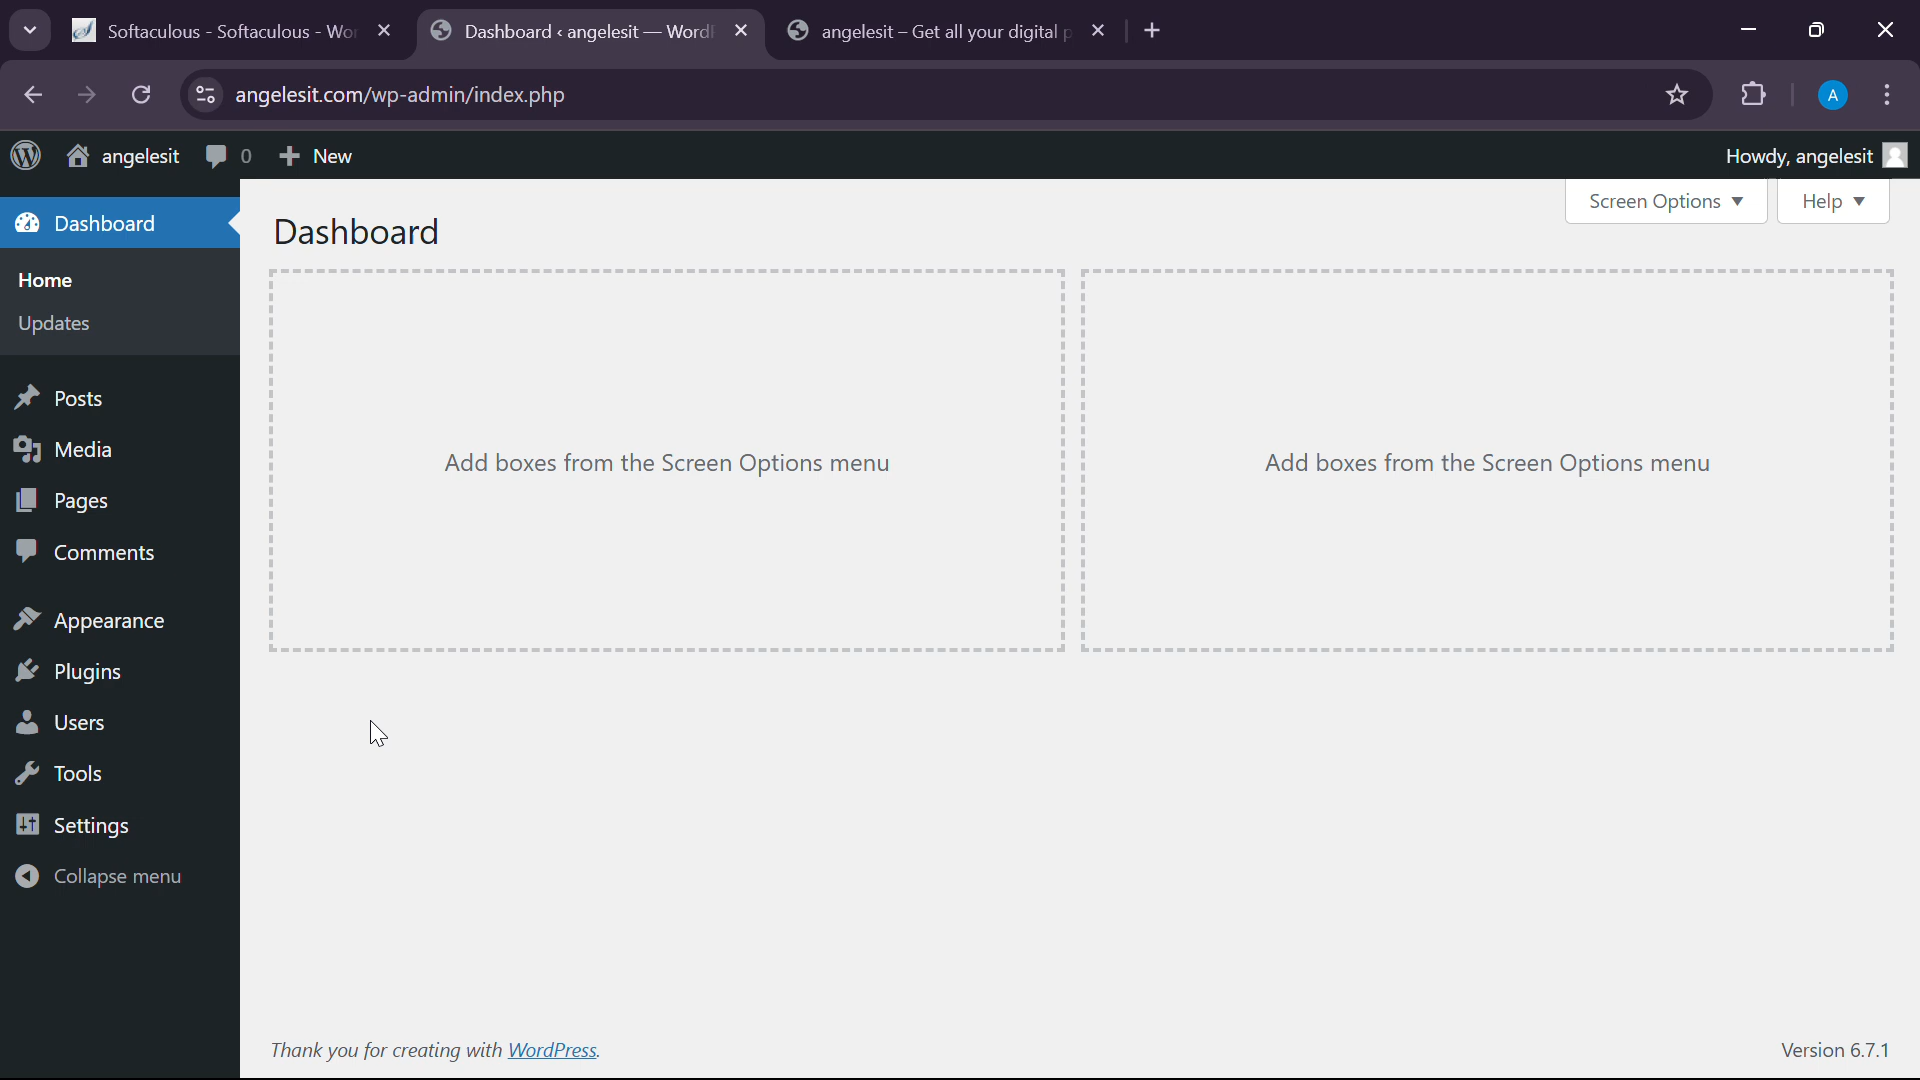 Softaculous - Softaculous - Wo
Dashboard ‹ angelesit — WordP
angelesit – Get all your digital p
angelesit.com/wp-admin/index.php
A
angelesit
0
New
Howdy, angelesit
Dashboard
Home
Updates
Posts
Media
Pages
Comments
Appearance
Plugins
Users
Tools
Settings
Collapse menu
Screen Options
Help
Dashboard
Add boxes from the Screen Options menu
Add boxes from the Screen Options menu
Thank you for creating with WordPress.
Version 6.7.1